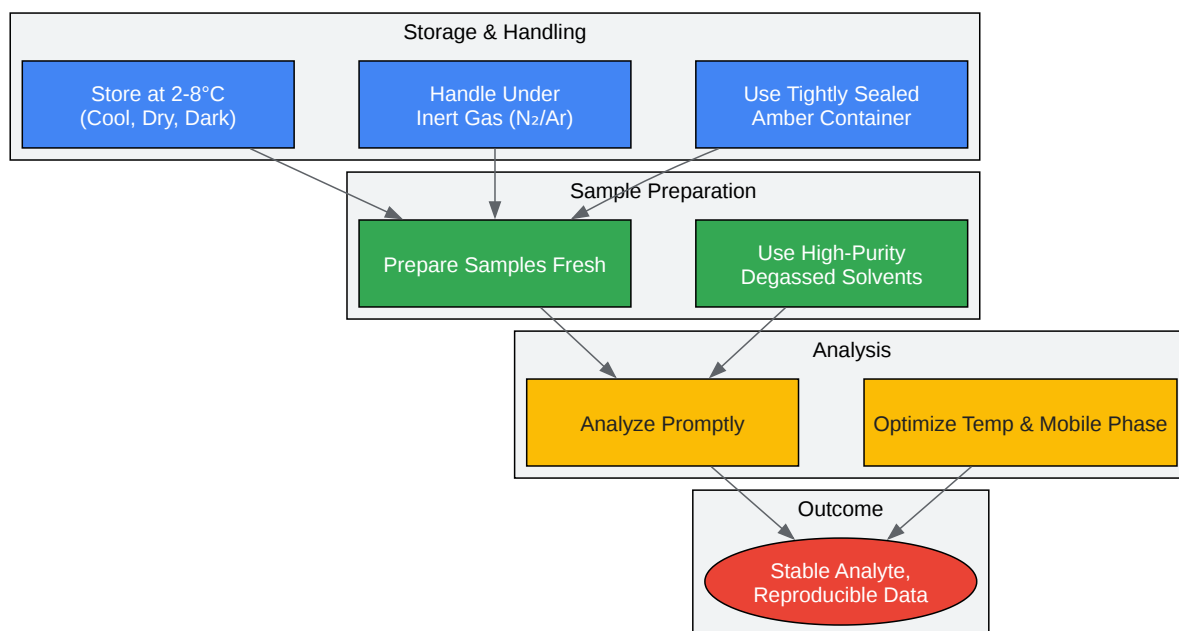 Storage & Handling
Store at 2-8°C
(Cool, Dry, Dark)
Handle Under
Inert Gas (N₂/Ar)
Use Tightly Sealed
Amber Container
Sample Preparation
Prepare Samples Fresh
Use High-Purity
Degassed Solvents
Analysis
Analyze Promptly
Optimize Temp & Mobile Phase
Outcome
Stable Analyte,
Reproducible Data